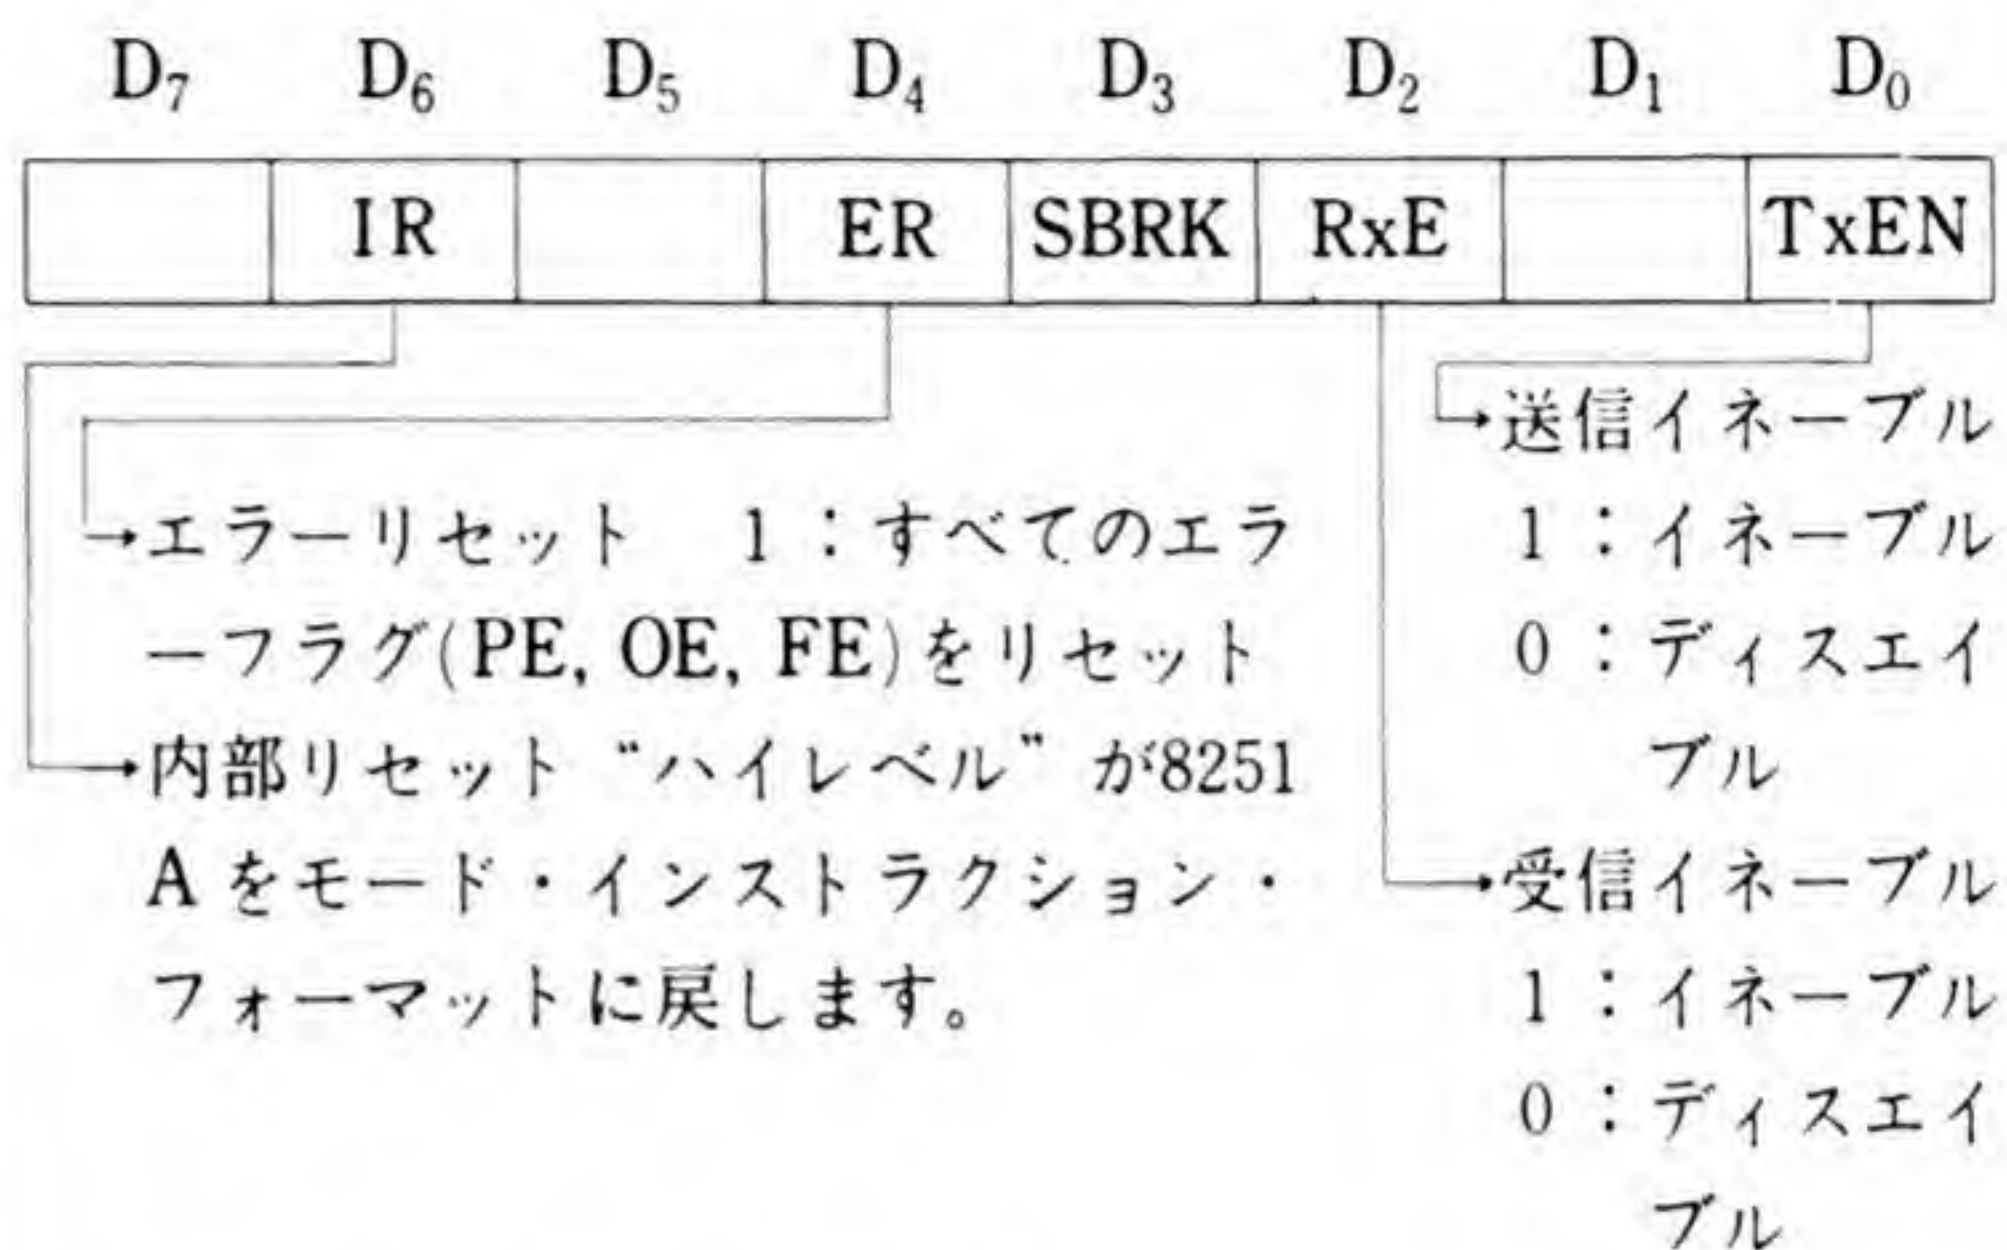 D₇ D₆ D₅ D₄ D₃ D₂ D₁ D₀
IR ER SBRK RxE TxEN
→エラーリセット 1：すべてのエラ
ーフラグ(PE, OE, FE)をリセット
→内部リセット “ハイレベル” が8251
A をモード・インストラクション・
フォーマットに戻します。
→送信イネーブル
1：イネーブル
0：ディスエイ
ブル
→受信イネーブル
1：イネーブル
0：ディスエイ
ブル